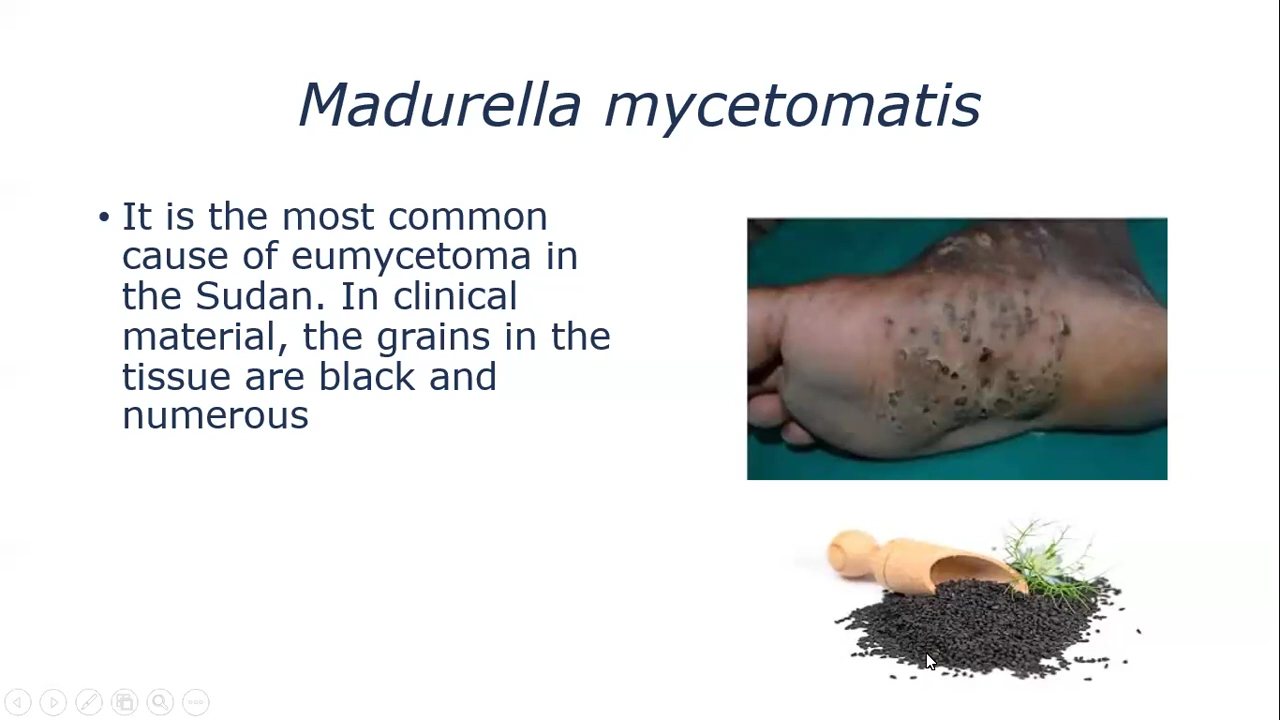 Madurella mycetomatis
• It is the most common
cause of eumycetoma in
the Sudan. In clinical
material, the grains in the
tissue are black and
numerous